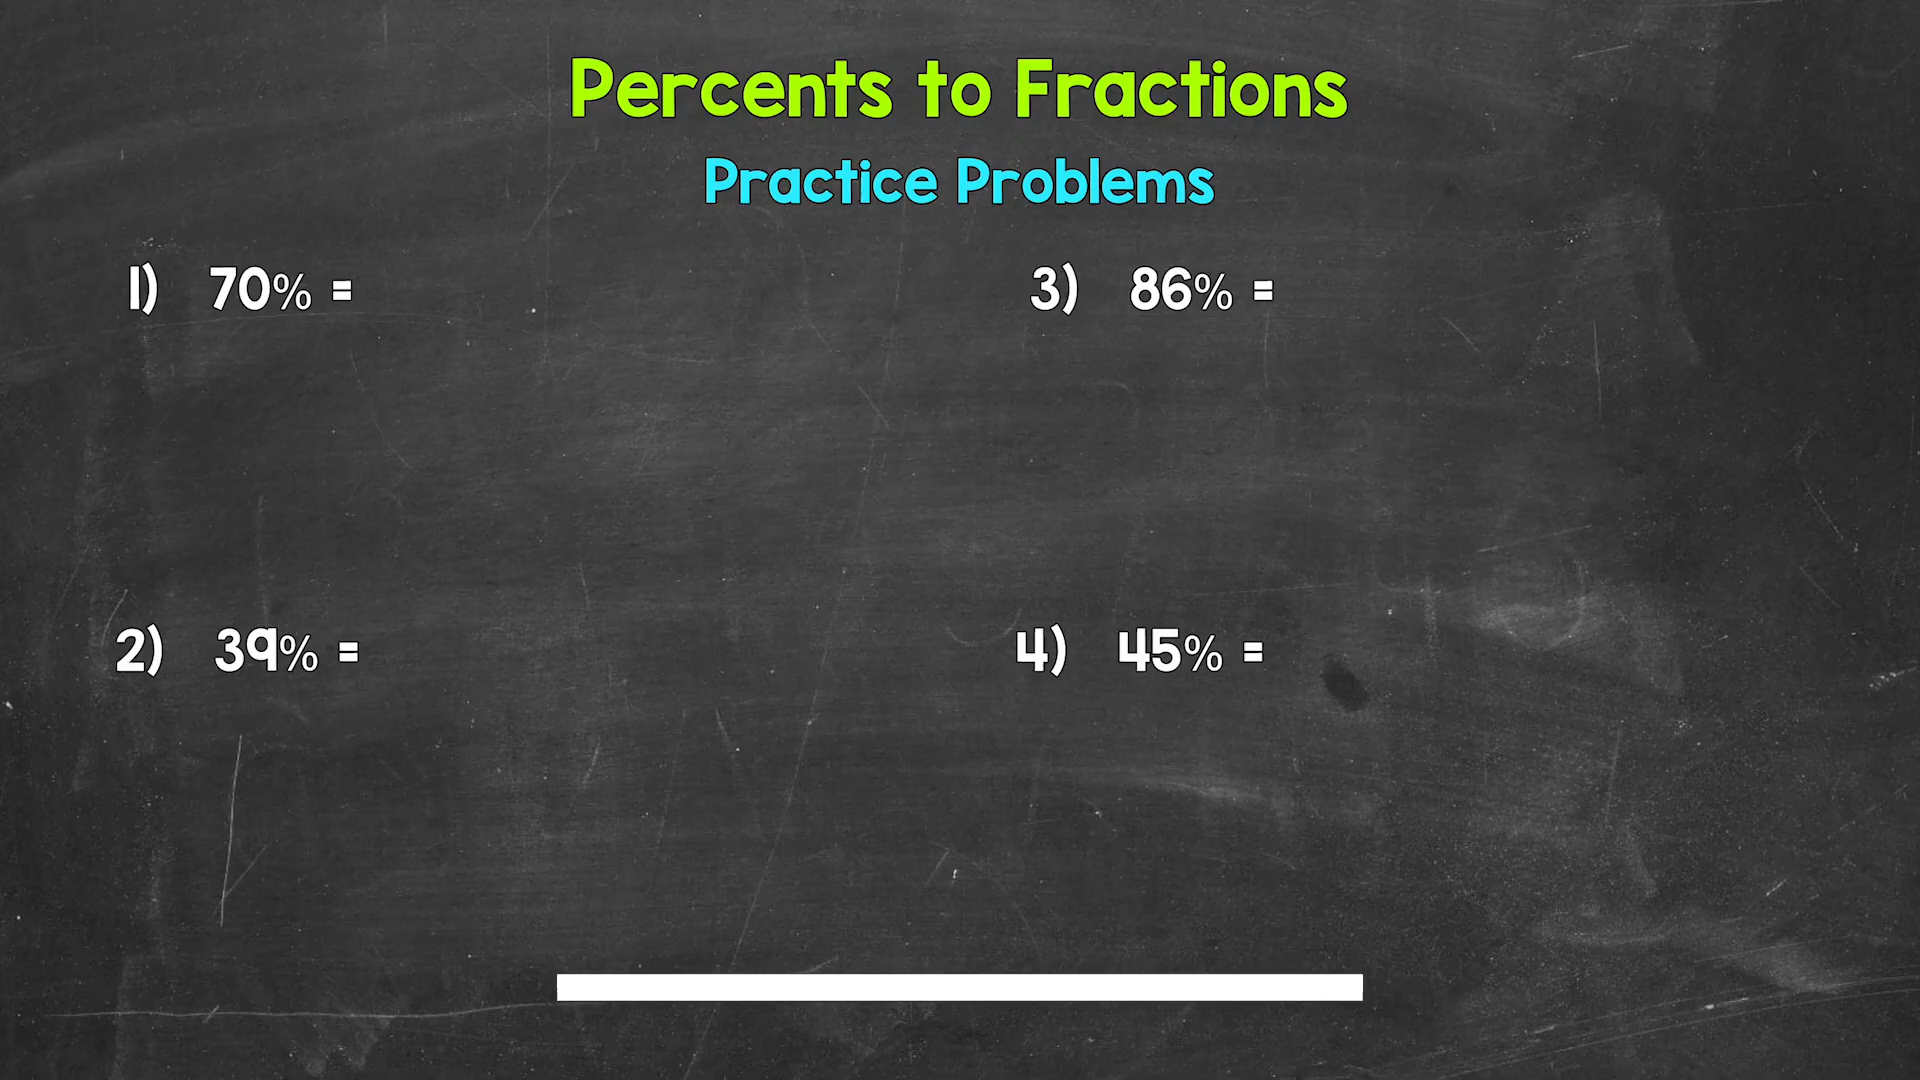 Percents to Fractions
Practice Problems
1) 70% =
3) 86% =
2) 39% =
4) 45% =